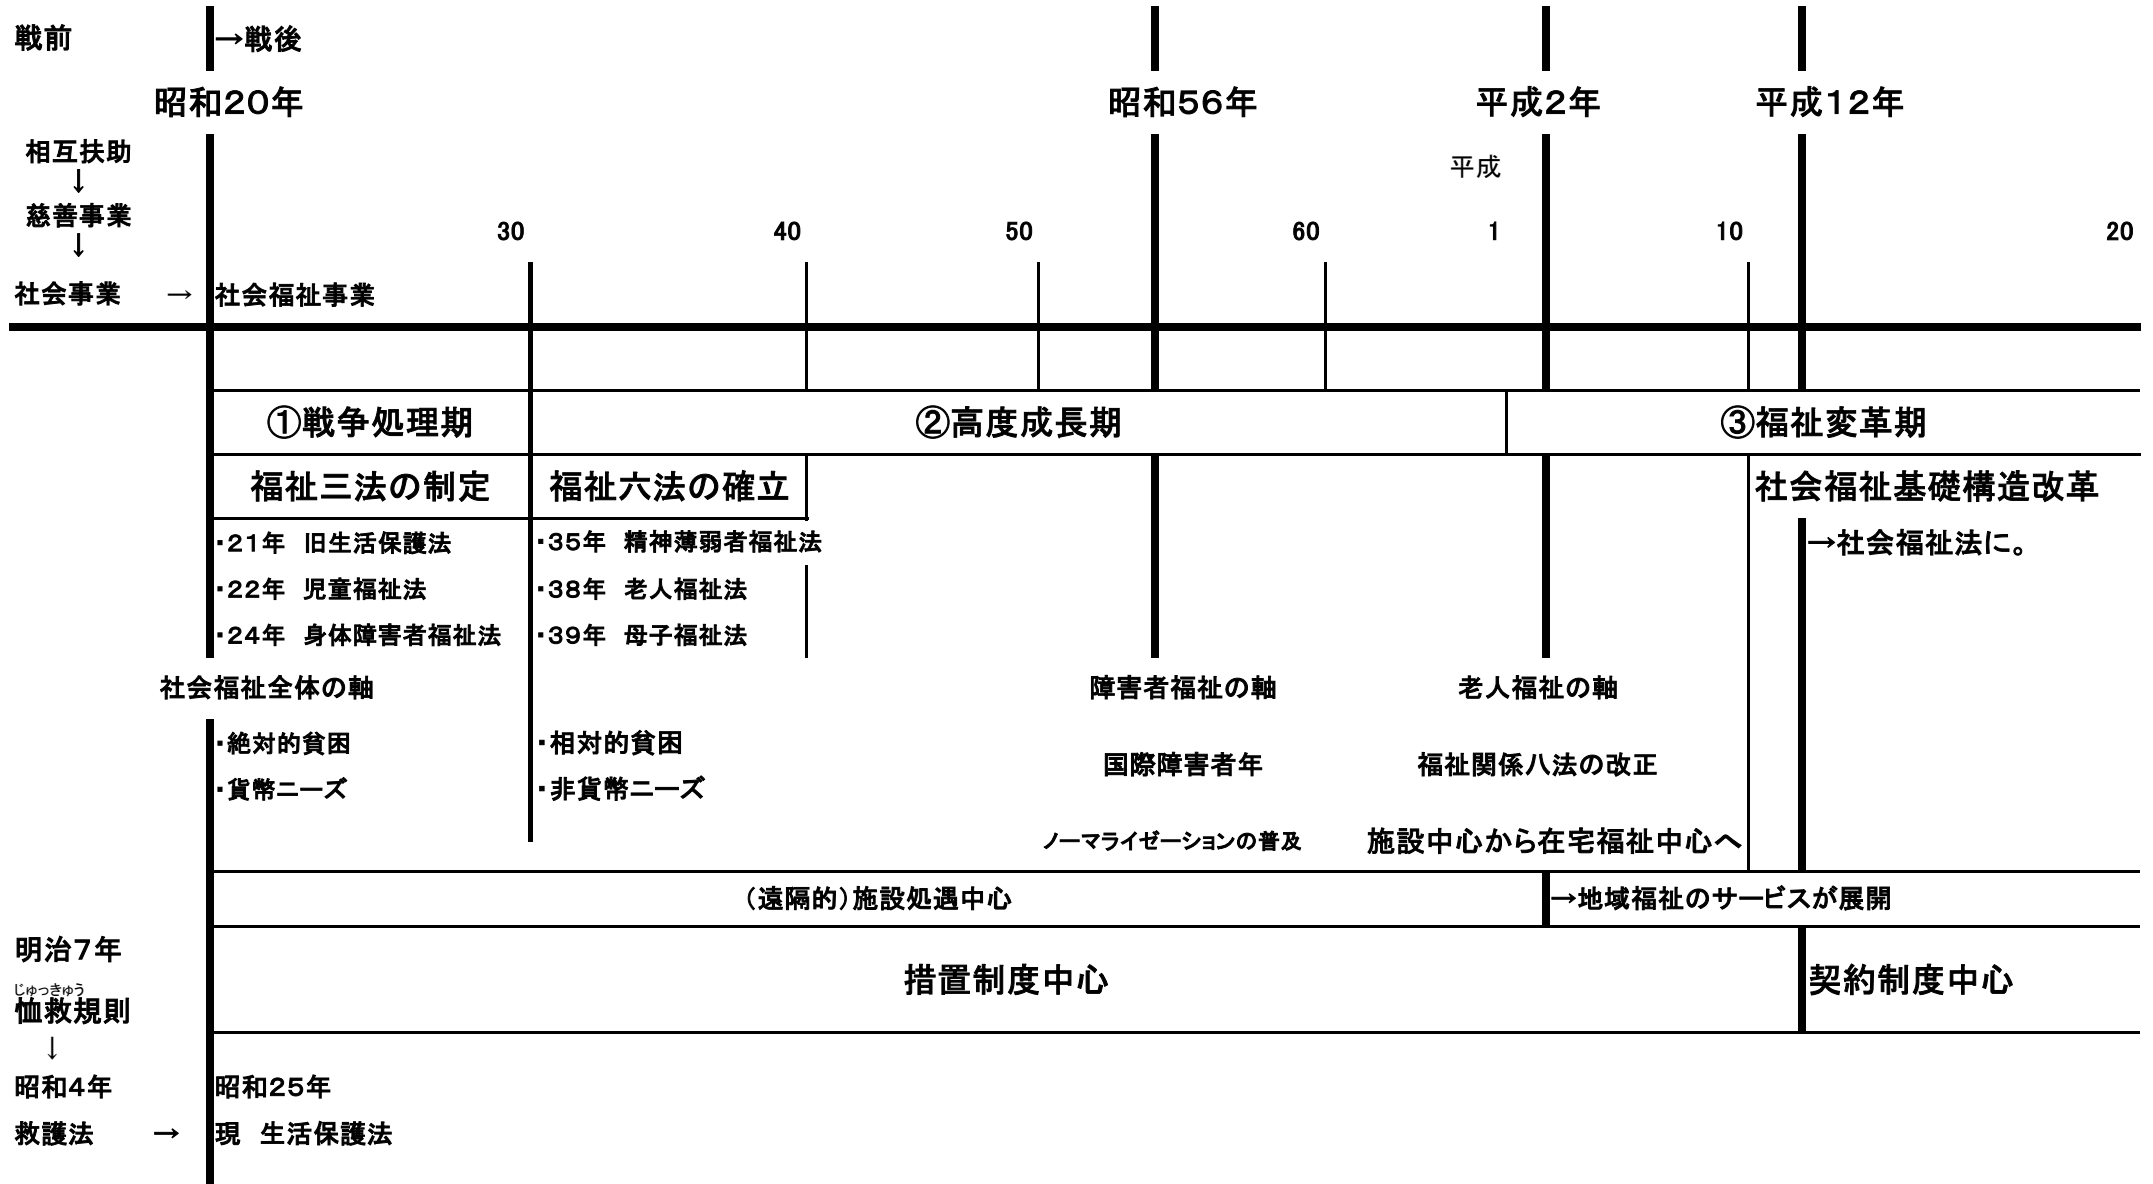 戦前
→戦後
昭和20年
昭和56年
平成2年
平成12年
相互扶助
↓
慈善事業
↓
平成
30
40
50
60
1
10
20
社会事業 → 社会福祉事業
①戦争処理期
②高度成長期
③福祉変革期
福祉三法の制定
福祉六法の確立
社会福祉基礎構造改革
・21年 旧生活保護法
・35年 精神薄弱者福祉法
→社会福祉法に。
・22年 児童福祉法
・38年 老人福祉法
・24年 身体障害者福祉法
・39年 母子福祉法
社会福祉全体の軸
障害者福祉の軸
老人福祉の軸
・絶対的貧困
・相対的貧困
国際障害者年
福祉関係八法の改正
・貨幣ニーズ
・非貨幣ニーズ
ノーマライゼーションの普及
施設中心から在宅福祉中心へ
(遠隔的)施設処遇中心
→地域福祉のサービスが展開
明治7年
措置制度中心
契約制度中心
じゅっきゅう
恤救規則
↓
昭和4年
昭和25年
救護法 → 現 生活保護法